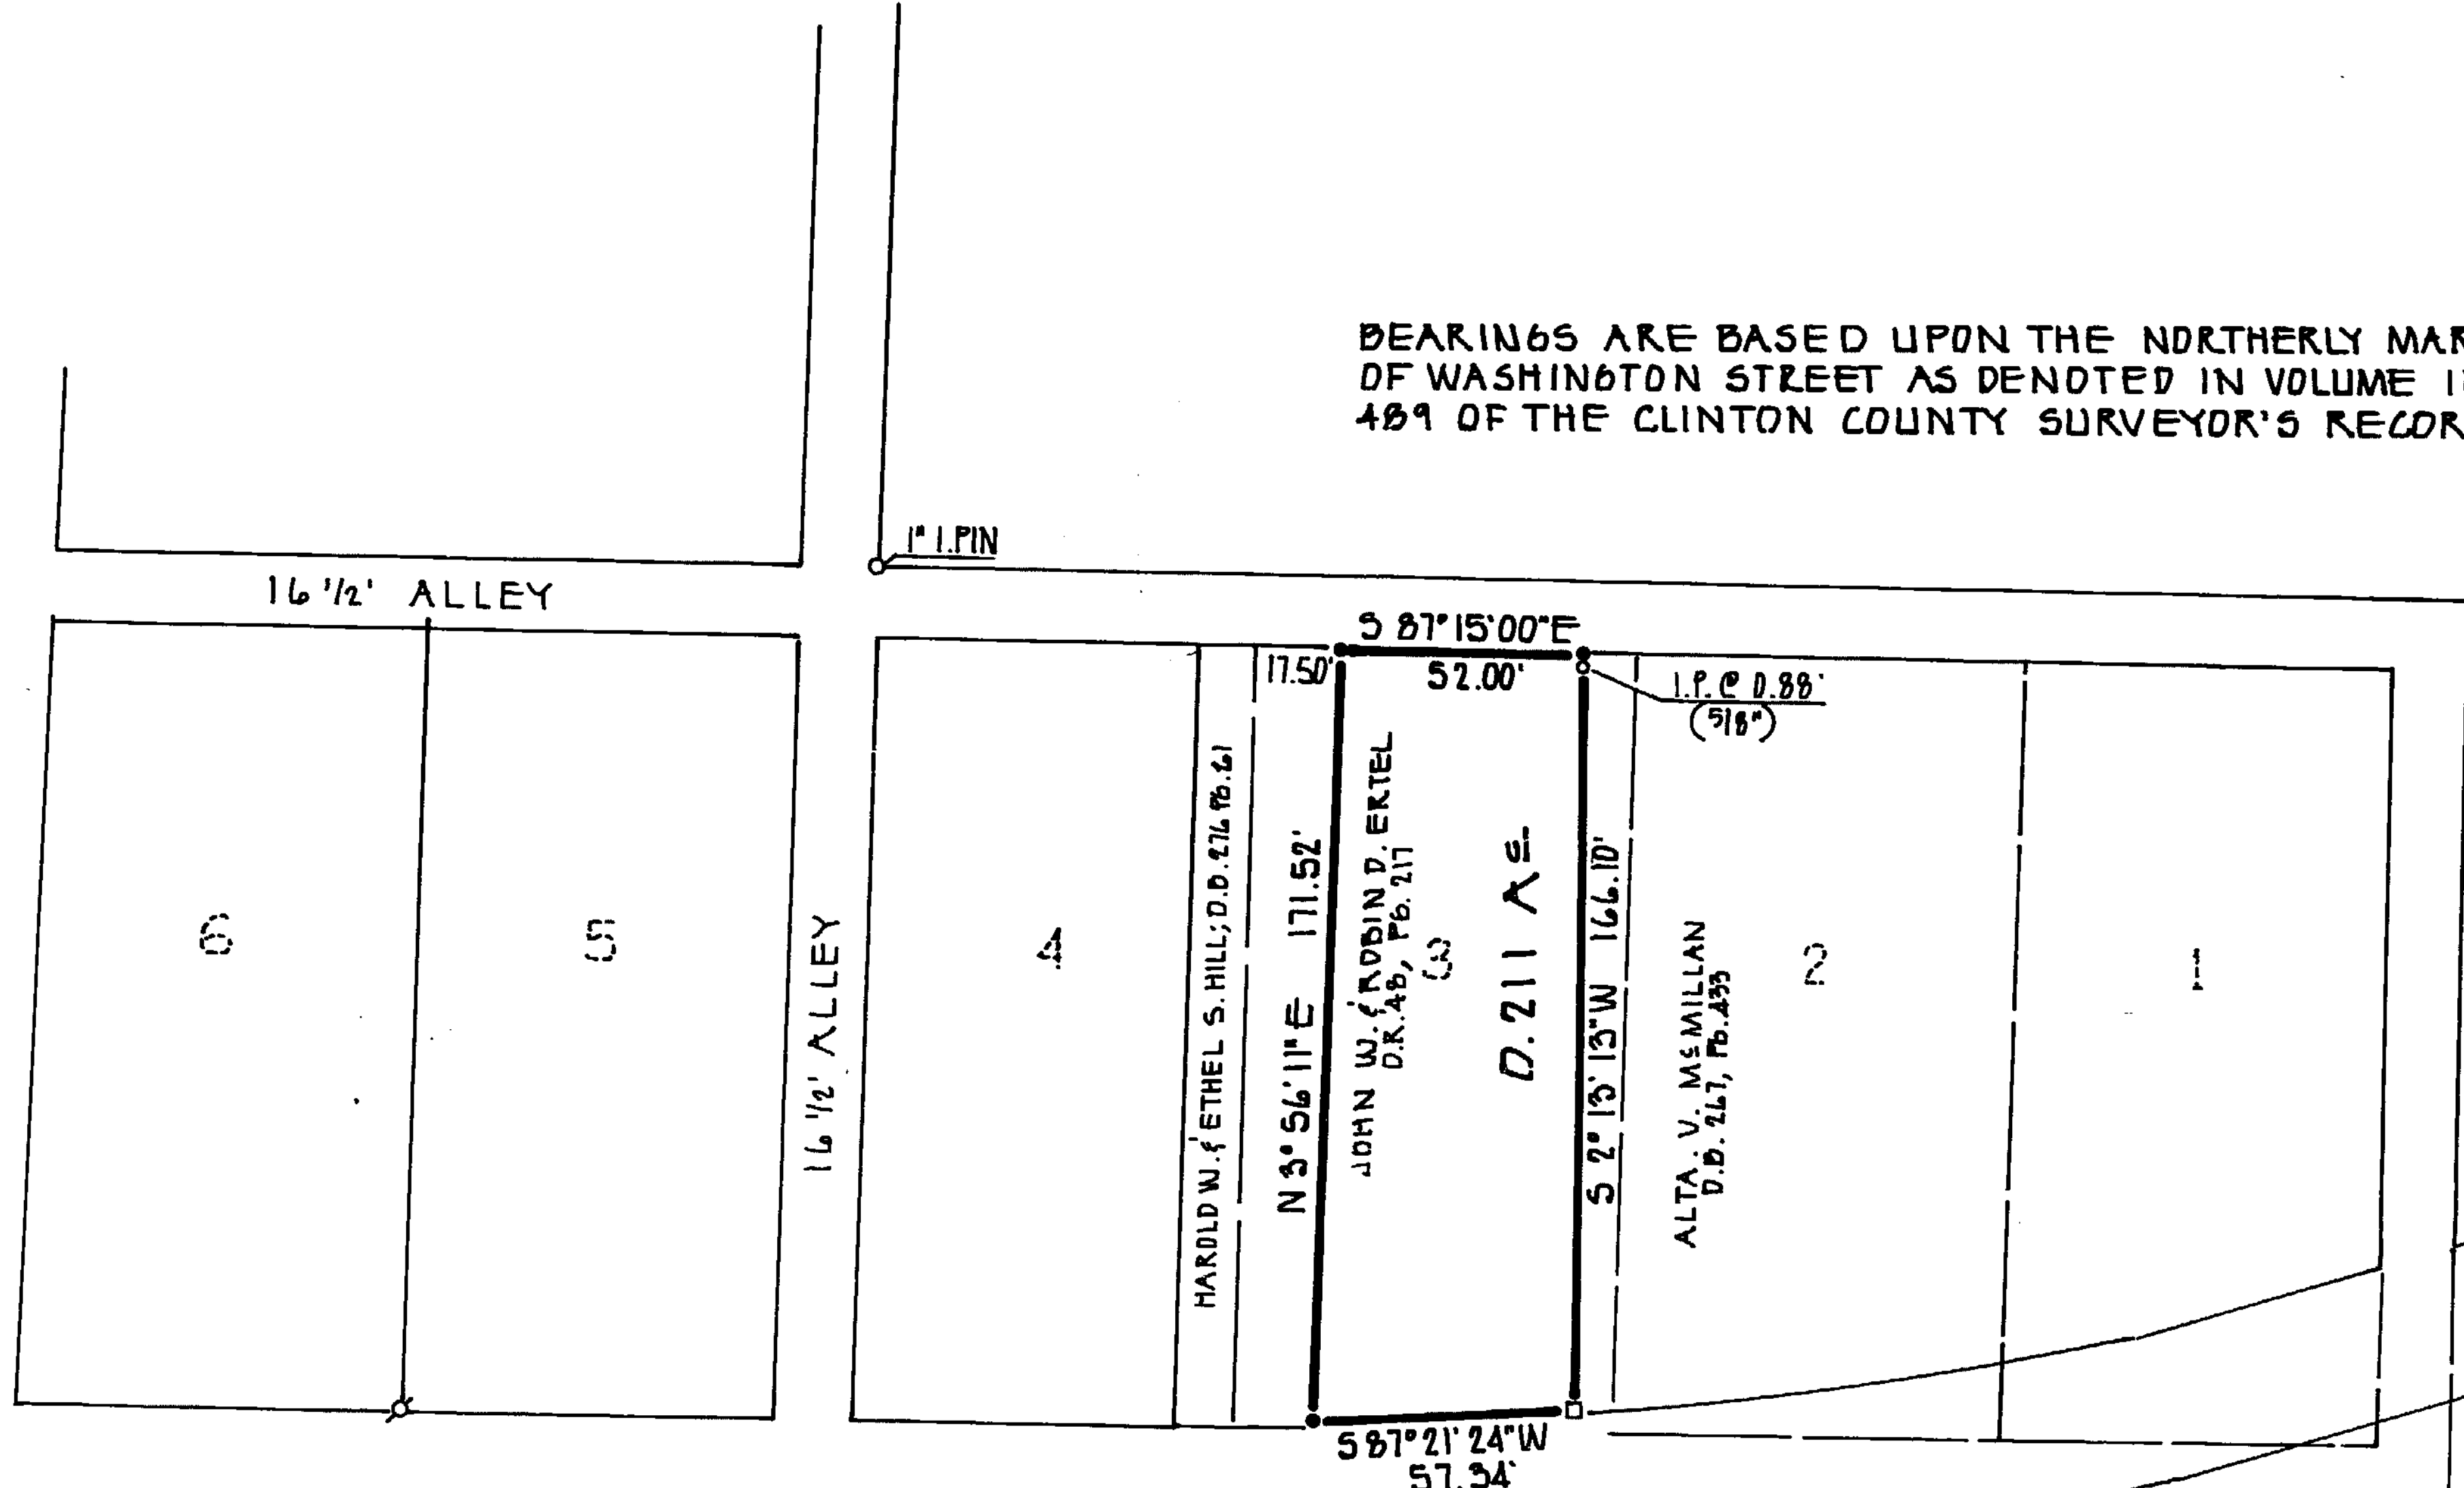 BEARINGS ARE BASED UPON THE NORTHERLY MAR
OF WASHINGTON STREET AS DENOTED IN VOLUME
489 OF THE CLINTON COUNTY SURVEYOR'S RECOR
1" I.PIN
16 1/2' ALLEY
S 87°15'00"E
17.50'
52.00'
I.P. @ 0.88'
(5/8")
6
5
16 1/2' ALLEY
4
HAROLD W. & ETHEL S. HILL; D.B. 276 PG. 61
N 3° 56' 11" E 171.52'
JOHN W. & ROBIN D. ERTEL
D.R. 48, PG. 217
3
0.211 AC.
S 2° 13' 13" W 166.10'
ALTA. V. McMILLAN
D.B. 267, PG. 433
2
1
S 87° 21' 24" W
57.34'